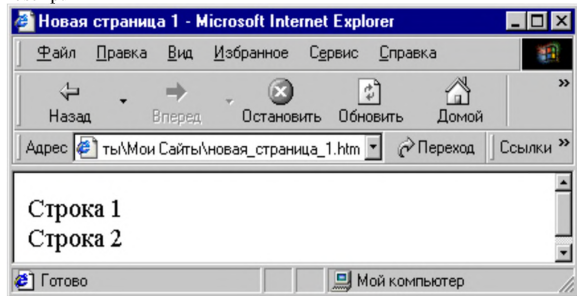 Новая страница 1 - Microsoft Internet Explorer
Файл Правка Вид Избранное Сервис Справка
Назад Вперед Остановить Обновить Домой »
Адрес ты\Мои Сайты\новая_страница_1.htm Переход Ссылки »
Строка 1
Строка 2
Готово Мой компьютер